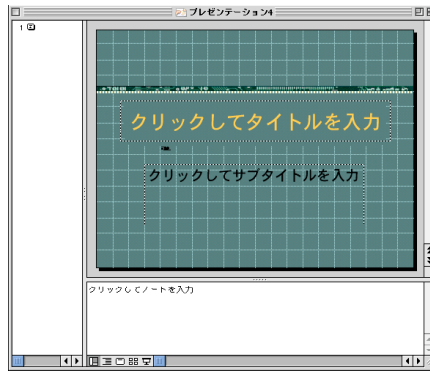 プレゼンテーション4
1
クリックしてタイトルを入力
クリックしてサブタイトルを入力
クリックしてノートを入力